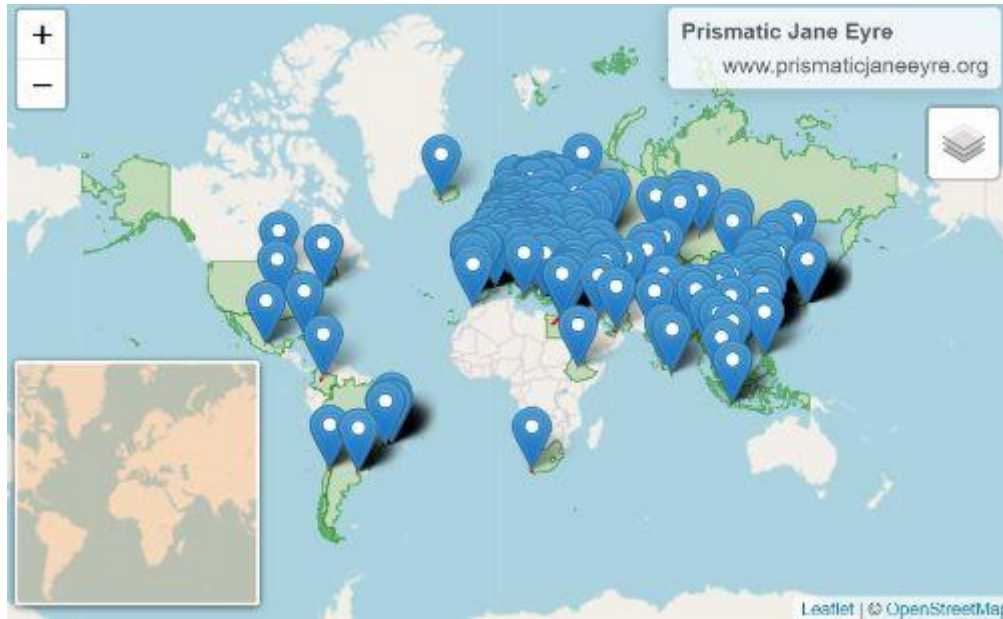 +
−
Prismatic Jane Eyre
www.prismaticjaneeyre.org
Leaflet | © OpenStreetMap